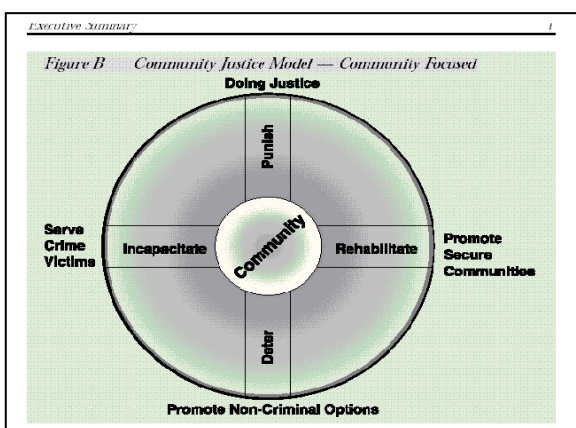 Executive Summary
Figure B Community Justice Model — Community Focused
Doing Justice
Punish
Serve
Crime
Victims
Incapacitate
Community
Rehabilitate
Promote
Secure
Communities
Deter
Promote Non-Criminal Options